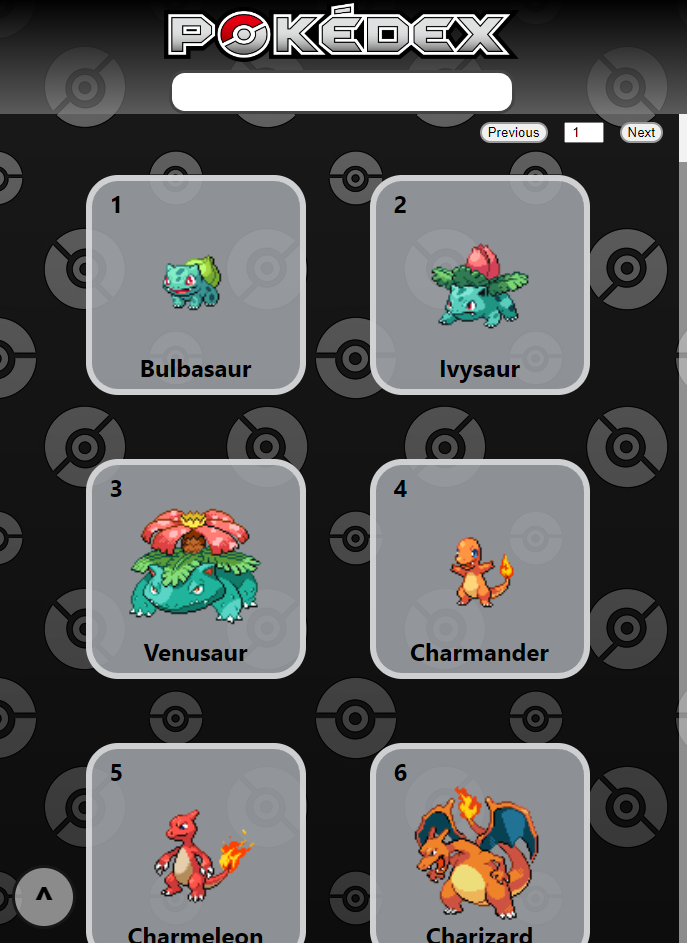 POKÉDEX
Previous 1 Next
1
2
Bulbasaur
Ivysaur
3
4
Venusaur
Charmander
5
6
Charmeleon
Charizard
^